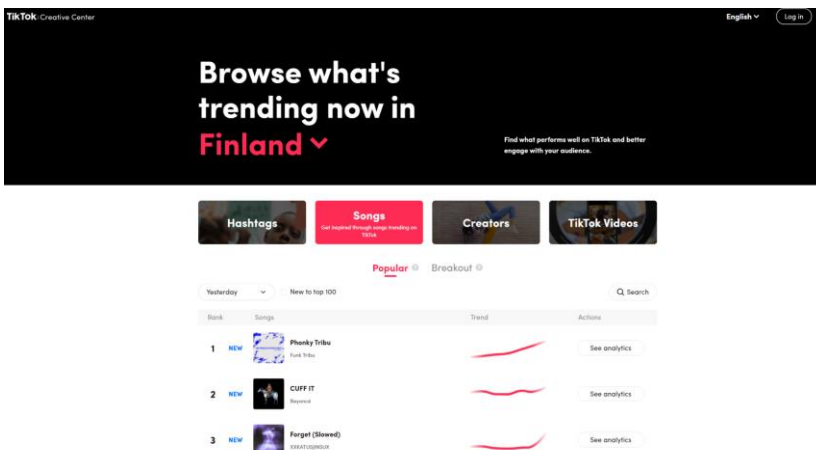 TikTok: Creative Center
English
Log in
Browse what's
trending now in
Finland
Find what performs well on TikTok and better
engage with your audience.
Hashtags
Songs
Get inspired through songs trending on
TikTok
Creators
TikTok Videos
Popular
Breakout
Yesterday
New to top 100
Search
Rank
Songs
Trend
Actions
1
NEW
Phonky Tribu
Funk Tribu
See analytics
2
NEW
CUFF IT
Beyoncé
See analytics
3
NEW
Forget (Slowed)
See analytics